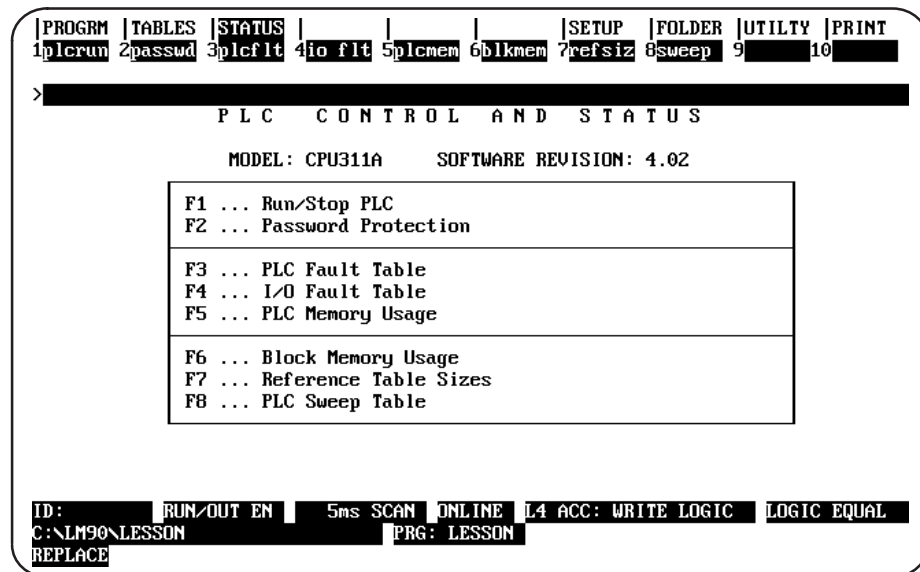 |PROGRM |TABLES |STATUS | | | |SETUP |FOLDER |UTILTY |PRINT
1plcrun 2passwd 3plcflt 4io flt 5plcmem 6blkmem 7refsiz 8sweep 9 10
>
P L C C O N T R O L A N D S T A T U S
MODEL: CPU311A SOFTWARE REVISION: 4.02
F1 ... Run/Stop PLC
F2 ... Password Protection
F3 ... PLC Fault Table
F4 ... I/O Fault Table
F5 ... PLC Memory Usage
F6 ... Block Memory Usage
F7 ... Reference Table Sizes
F8 ... PLC Sweep Table
ID: RUN/OUT EN 5ms SCAN ONLINE L4 ACC: WRITE LOGIC LOGIC EQUAL
C:\LM90\LESSON PRG: LESSON
REPLACE